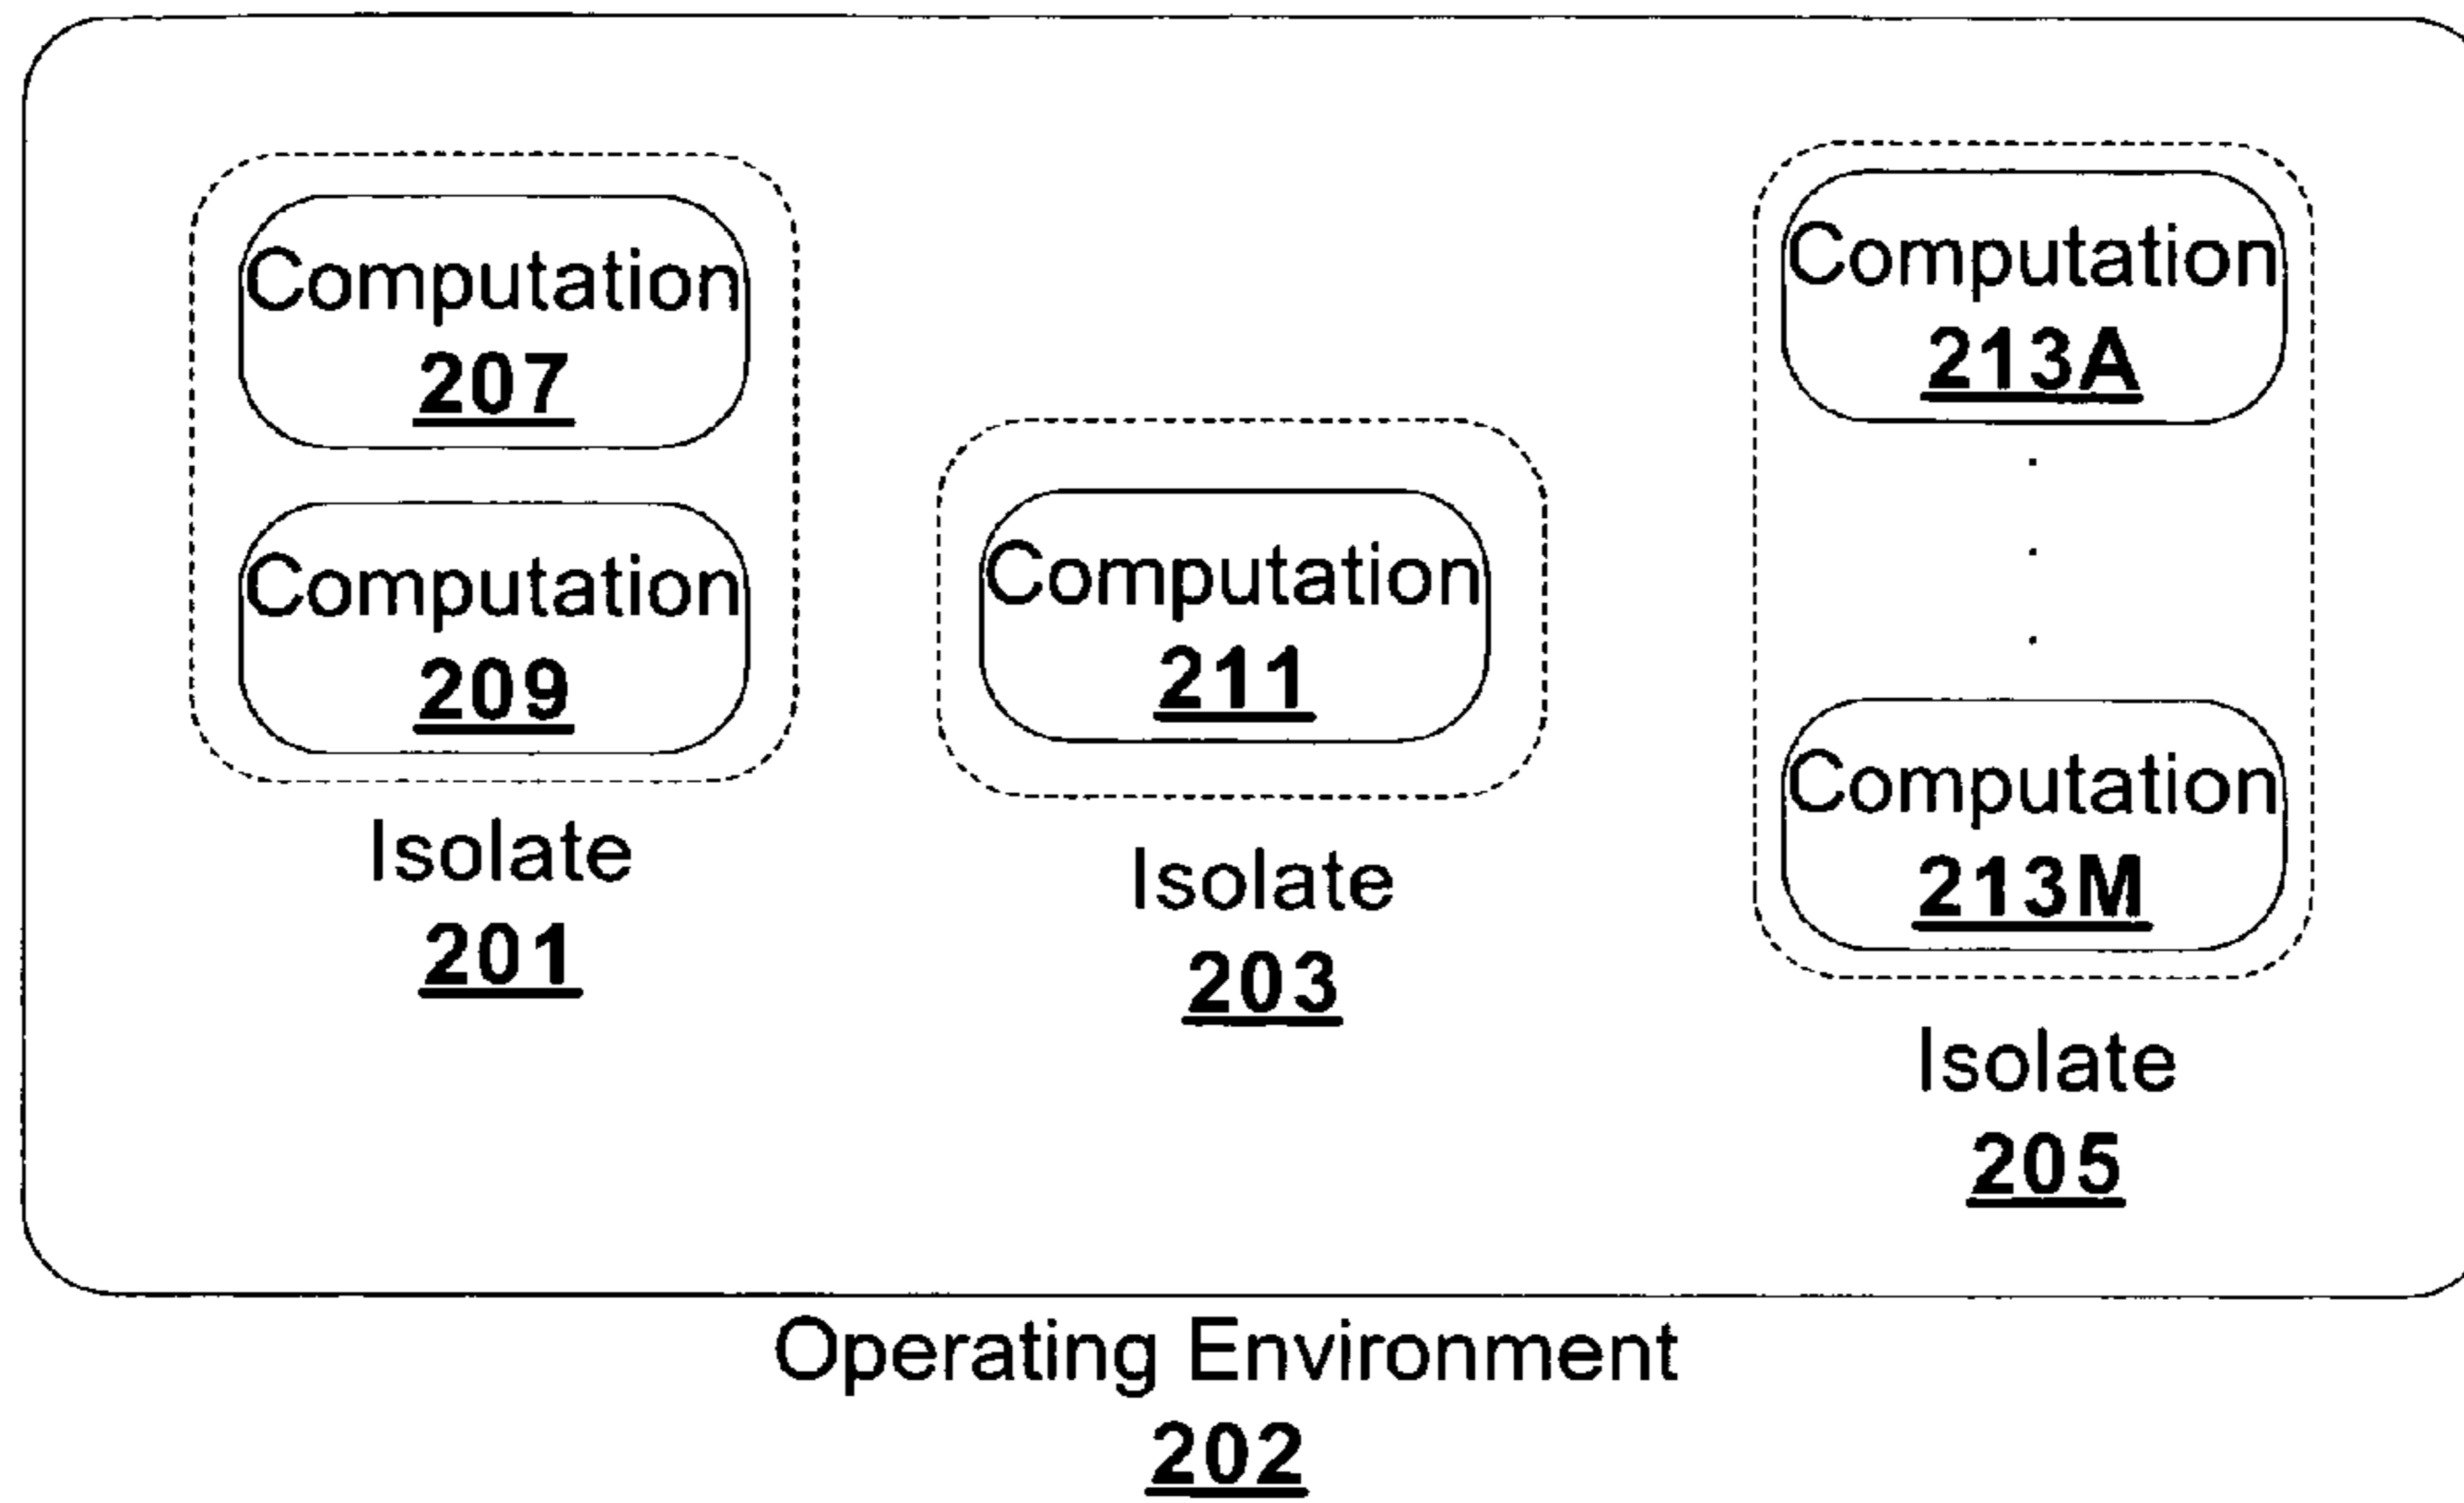 Computation
207
Computation
209
Isolate
201
Computation
211
Isolate
203
Computation
213A
Computation
213M
Isolate
205
Operating Environment
202